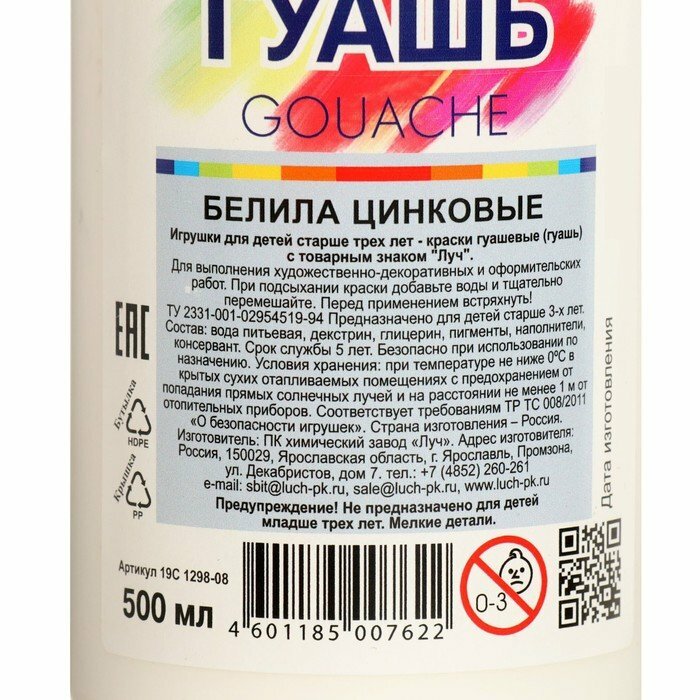 ГУАШЬ
GOUACHE
БЕЛИЛА ЦИНКОВЫЕ
Игрушки для детей старше трех лет - краски гуашевые (гуашь)
с товарным знаком "Луч".
Для выполнения художественно-декоративных и оформительских
работ. При подсыхании краски добавьте воды и тщательно
перемешайте. Перед применением встряхнуть!
ТУ 2331-001-02954519-94 Предназначено для детей старше 3-х лет.
Состав: вода питьевая, декстрин, глицерин, пигменты, наполнители,
консервант. Срок службы 5 лет. Безопасно при использовании по
назначению. Условия хранения: при температуре не ниже 0°С в
крытых сухих отапливаемых помещениях с предохранением от
попадания прямых солнечных лучей и на расстоянии не менее 1 м от
отопительных приборов. Соответствует требованиям ТР ТС 008/2011
«О безопасности игрушек». Страна изготовления – Россия.
Изготовитель: ПК химический завод «Луч». Адрес изготовителя:
Россия, 150029, Ярославская область, г. Ярославль, Промзона,
ул. Декабристов, дом 7. тел.: +7 (4852) 260-261
e-mail: sbit@luch-pk.ru, sale@luch-pk.ru, www.luch-pk.ru
Предупреждение! Не предназначено для детей
младше трех лет. Мелкие детали.
ЕАС
Бутылка
HDPE
Крышка
PP
Дата изготовления
Артикул 19С 1298-08
500 мл
4 601185 007622
0-3